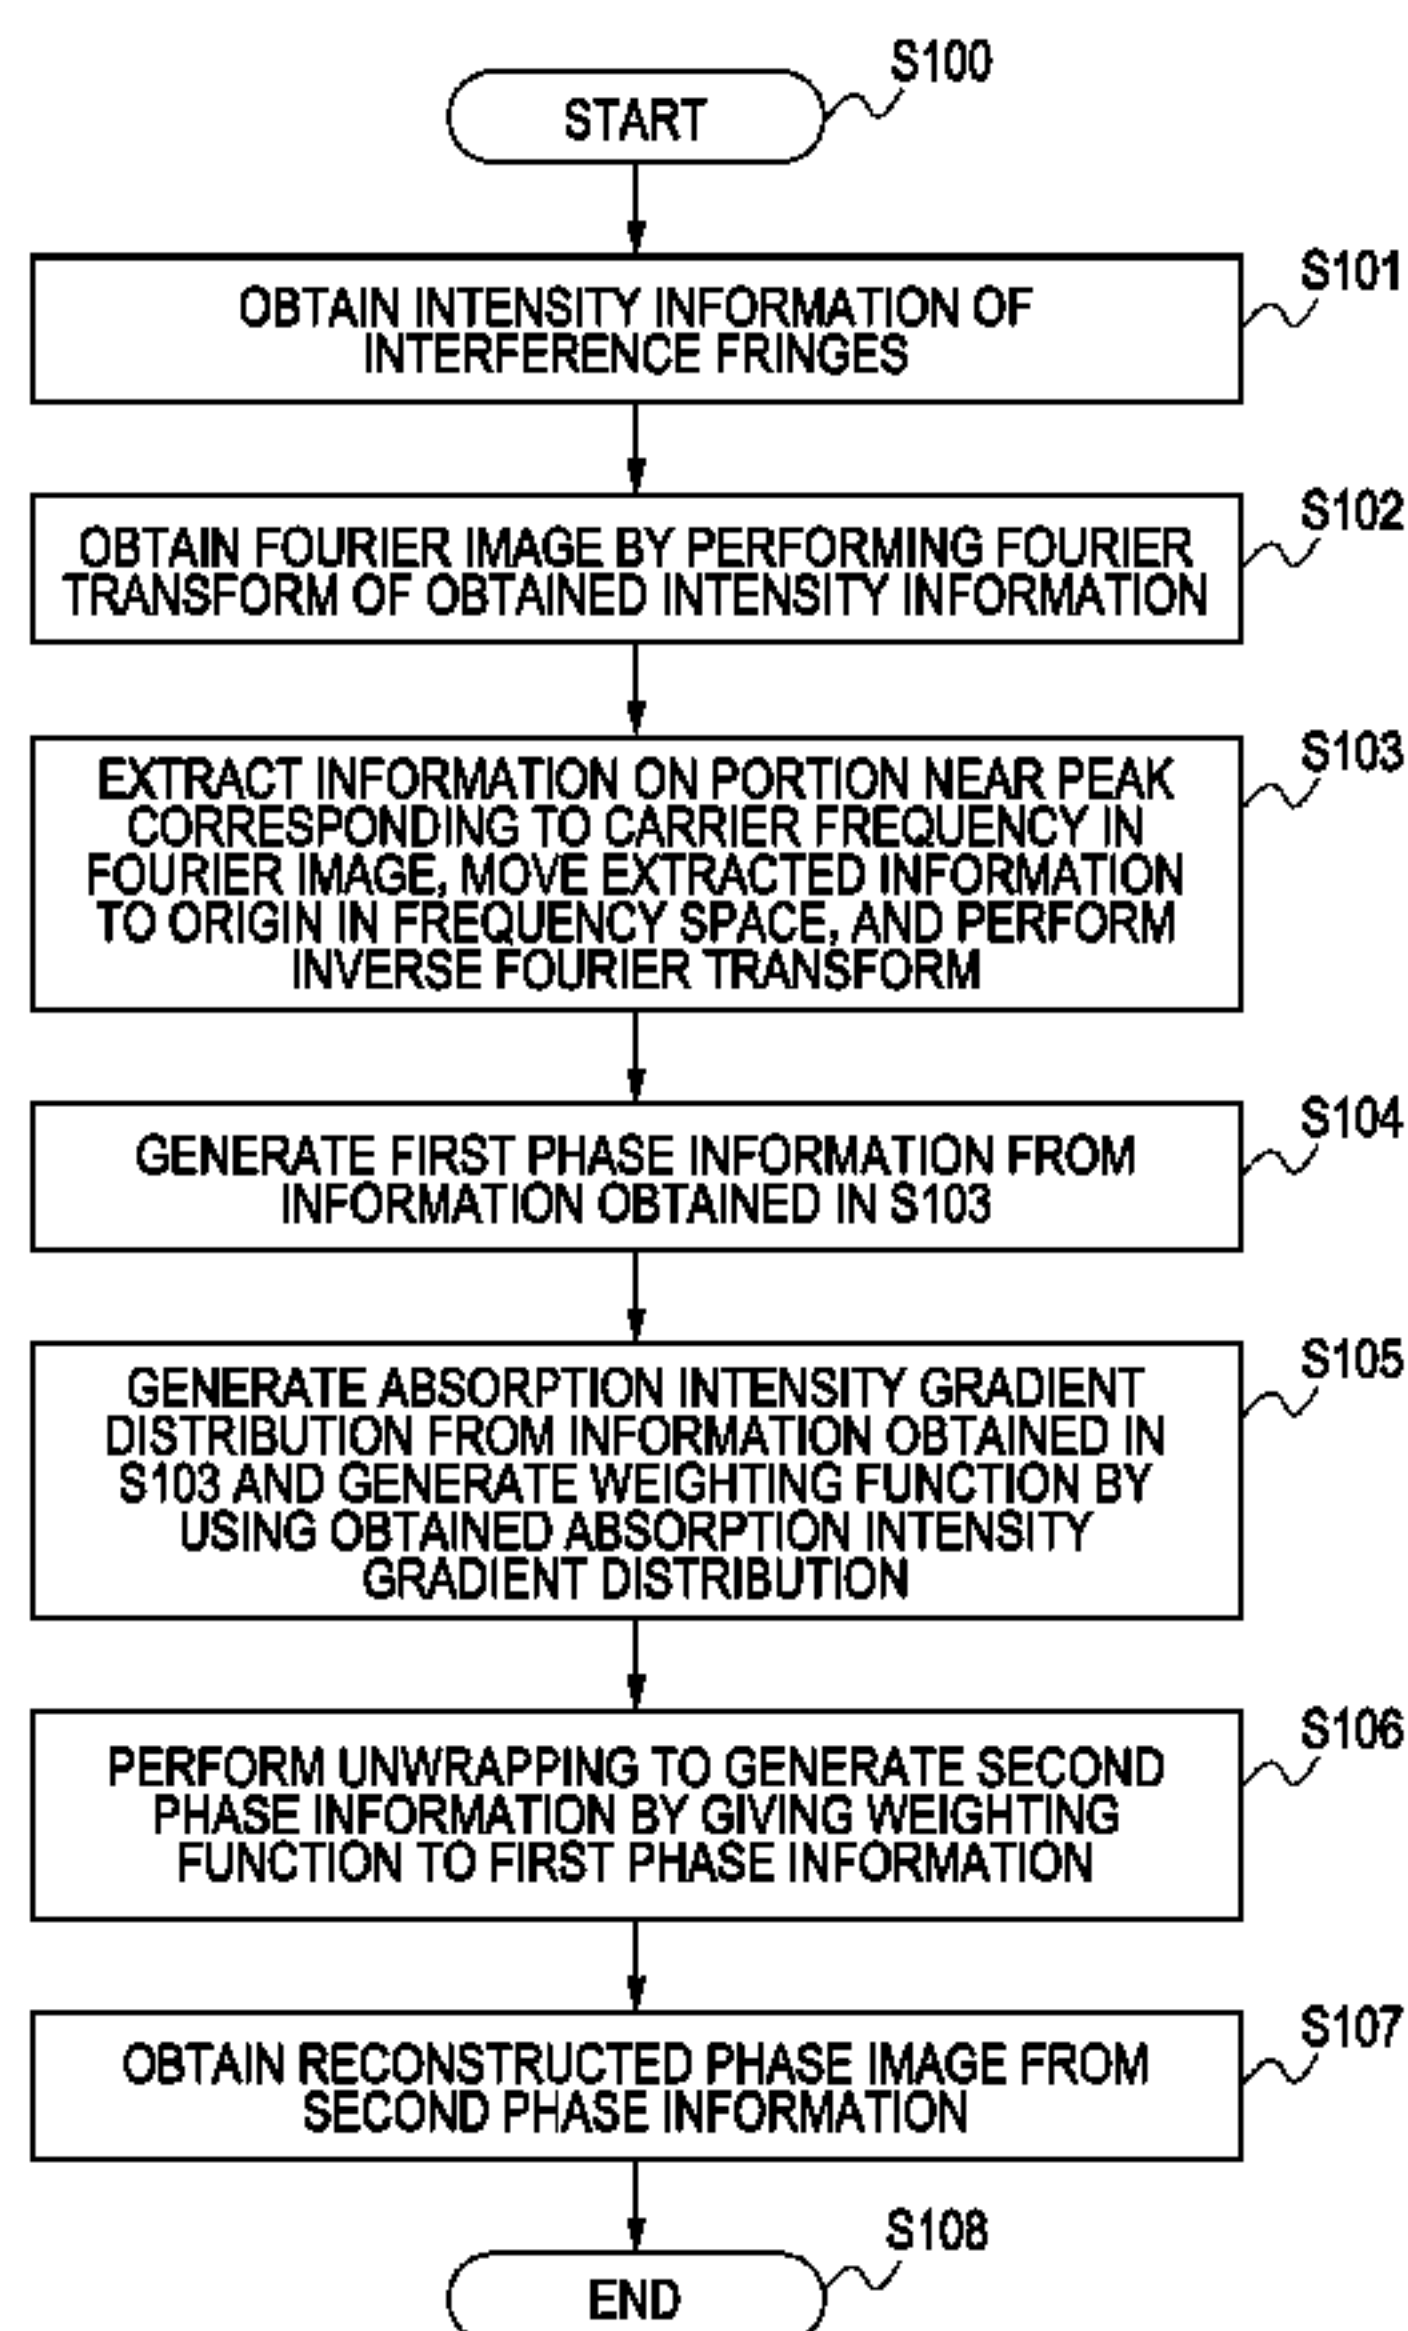 S100
START
S101
OBTAIN INTENSITY INFORMATION OF
INTERFERENCE FRINGES
S102
OBTAIN FOURIER IMAGE BY PERFORMING FOURIER
TRANSFORM OF OBTAINED INTENSITY INFORMATION
S103
EXTRACT INFORMATION ON PORTION NEAR PEAK
CORRESPONDING TO CARRIER FREQUENCY IN
FOURIER IMAGE, MOVE EXTRACTED INFORMATION
TO ORIGIN IN FREQUENCY SPACE, AND PERFORM
INVERSE FOURIER TRANSFORM
S104
GENERATE FIRST PHASE INFORMATION FROM
INFORMATION OBTAINED IN S103
S105
GENERATE ABSORPTION INTENSITY GRADIENT
DISTRIBUTION FROM INFORMATION OBTAINED IN
S103 AND GENERATE WEIGHTING FUNCTION BY
USING OBTAINED ABSORPTION INTENSITY
GRADIENT DISTRIBUTION
S106
PERFORM UNWRAPPING TO GENERATE SECOND
PHASE INFORMATION BY GIVING WEIGHTING
FUNCTION TO FIRST PHASE INFORMATION
S107
OBTAIN RECONSTRUCTED PHASE IMAGE FROM
SECOND PHASE INFORMATION
S108
END